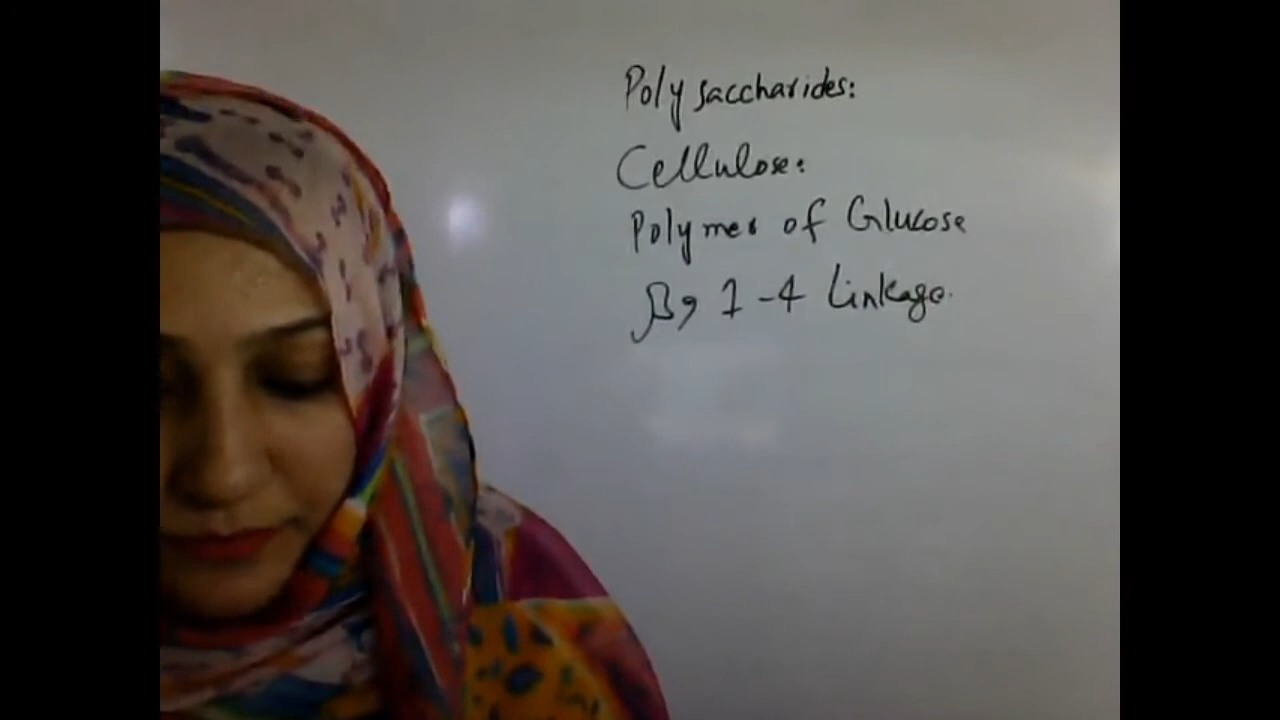 Polysaccharides:
Cellulose:
Polymer of Glucose
β, 1-4 Linkage.